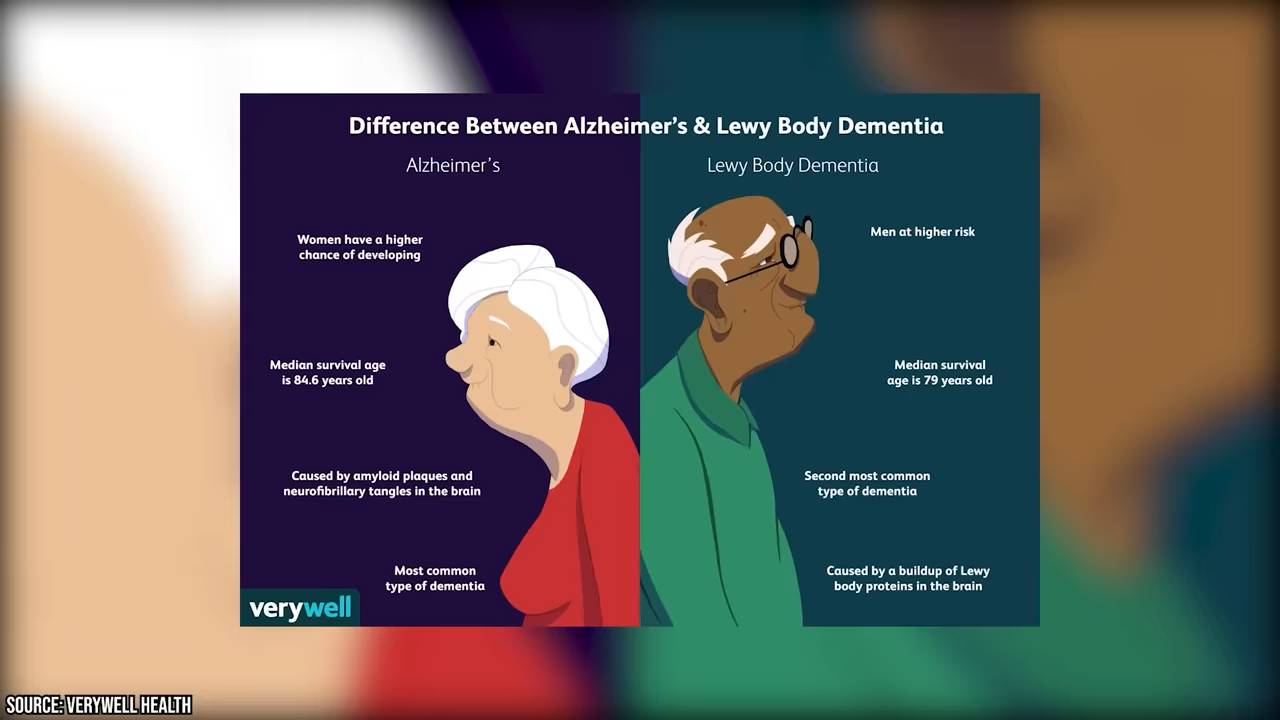 Difference Between Alzheimer's & Lewy Body Dementia
Alzheimer's
Women have a higher
chance of developing
Median survival age
is 84.6 years old
Caused by amyloid plaques and
neurofibrillary tangles in the brain
Most common
type of dementia
verywell
Lewy Body Dementia
Men at higher risk
Median survival
age is 79 years old
Second most common
type of dementia
Caused by a buildup of Lewy
body proteins in the brain
SOURCE: VERYWELL HEALTH